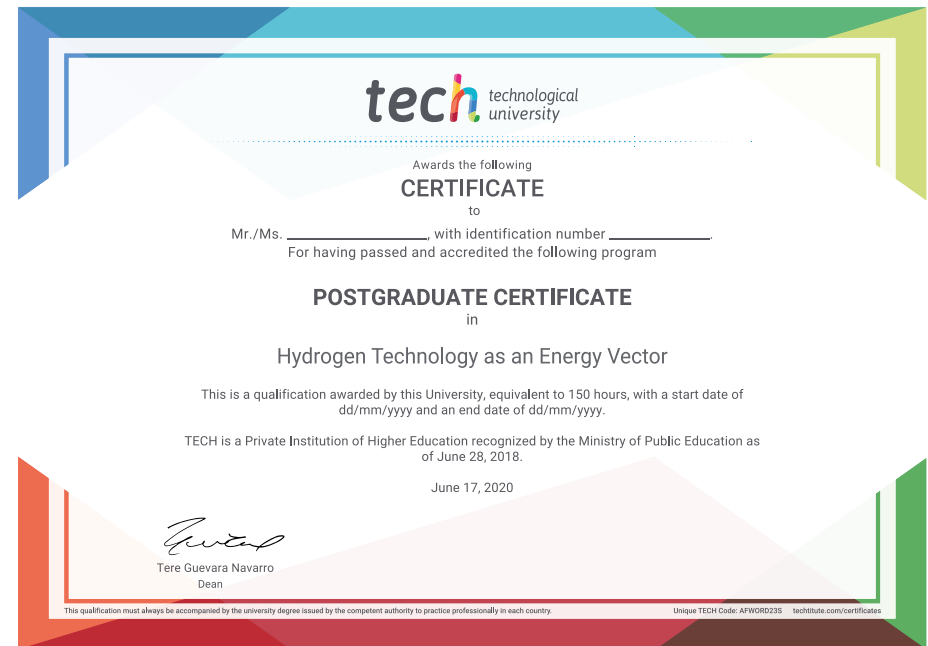 tech technological
university
Awards the following
CERTIFICATE
to
Mr./Ms. ____________________, with identification number ______________.
For having passed and accredited the following program
POSTGRADUATE CERTIFICATE
in
Hydrogen Technology as an Energy Vector
This is a qualification awarded by this University, equivalent to 150 hours, with a start date of
dd/mm/yyyy and an end date of dd/mm/yyyy.
TECH is a Private Institution of Higher Education recognized by the Ministry of Public Education as
of June 28, 2018.
June 17, 2020
Tere Guevara Navarro
Dean
This qualification must always be accompanied by the university degree issued by the competent authority to practice professionally in each country. Unique TECH Code: AFWORD23S techtitute.com/certificates